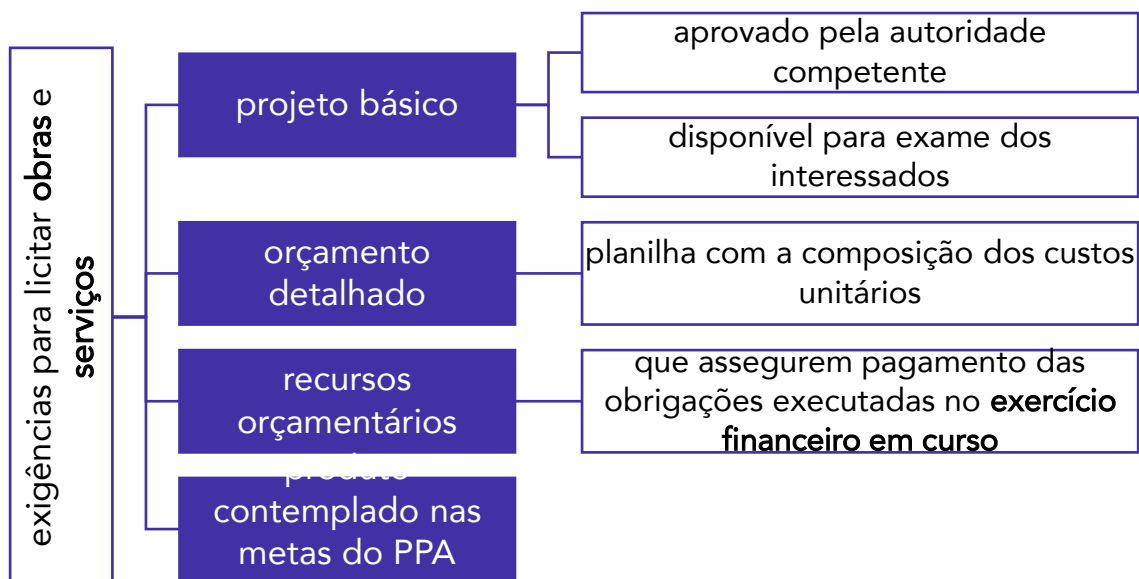 exigências para licitar obras e
serviços
projeto básico
aprovado pela autoridade
competente
disponível para exame dos
interessados
orçamento
detalhado
planilha com a composição dos custos
unitários
recursos
orçamentários
que assegurem pagamento das
obrigações executadas no exercício
financeiro em curso
produto
contemplado nas
metas do PPA